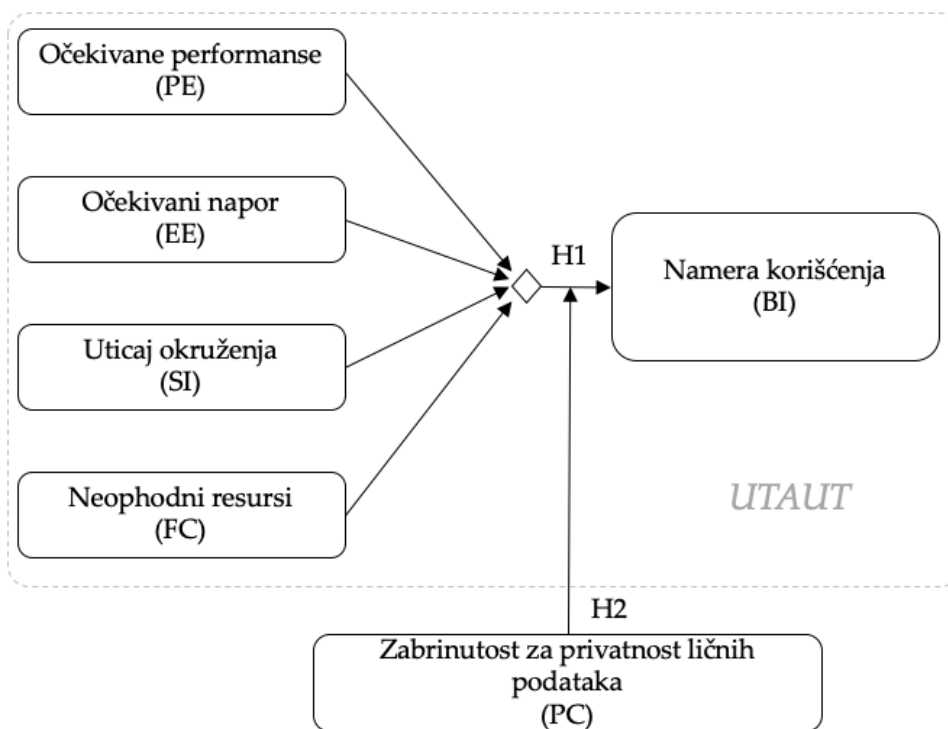 Očekivane performanse
(PE)
Očekivani napor
(EE)
H1
Namera korišćenja
(BI)
Uticaj okruženja
(SI)
Neophodni resursi
(FC)
UTAUT
H2
Zabrinutost za privatnost ličnih
podataka
(PC)